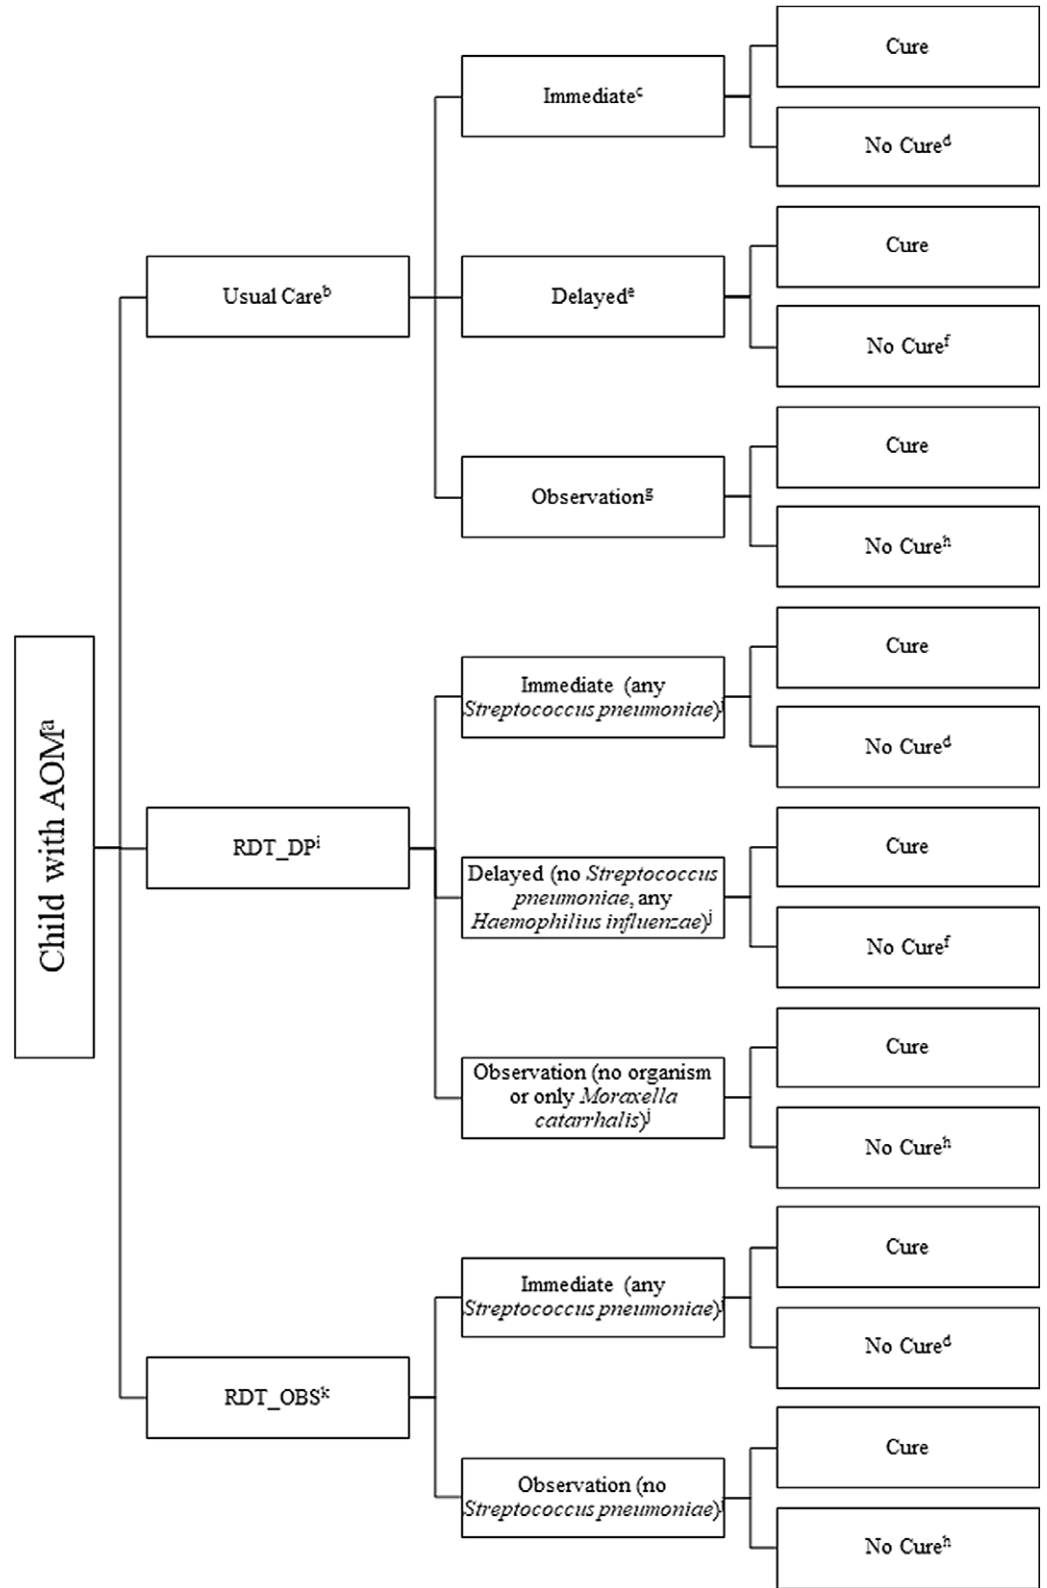 Child with AOMᵃ
Usual Careᵇ
Immediateᶜ
Cure
No Cureᵈ
Delayedᵉ
Cure
No Cureᶠ
Observationᵍ
Cure
No Cureʰ
RDT_DPⁱ
Immediate (any
Streptococcus pneumoniae)ʲ
Cure
No Cureᵈ
Delayed (no Streptococcus
pneumoniae, any
Haemophilius influenzae)ʲ
Cure
No Cureᶠ
Observation (no organism
or only Moraxella
catarrhalis)ʲ
Cure
No Cureʰ
RDT_OBSᵏ
Immediate (any
Streptococcus pneumoniae)ʲ
Cure
No Cureᵈ
Observation (no
Streptococcus pneumoniae)ʲ
Cure
No Cureʰ